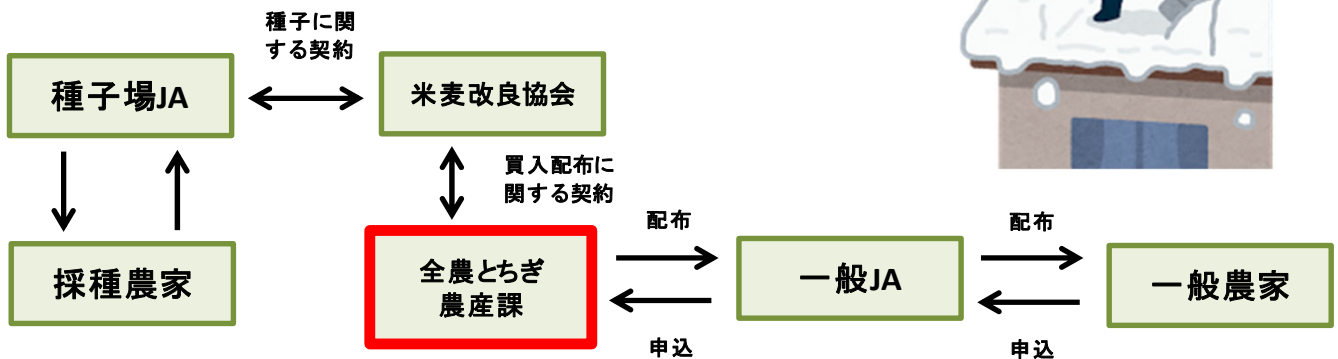 種子に関
する契約
種子場JA
米麦改良協会
買入配布に
関する契約
採種農家
全農とちぎ
農産課
配布
申込
一般JA
配布
申込
一般農家